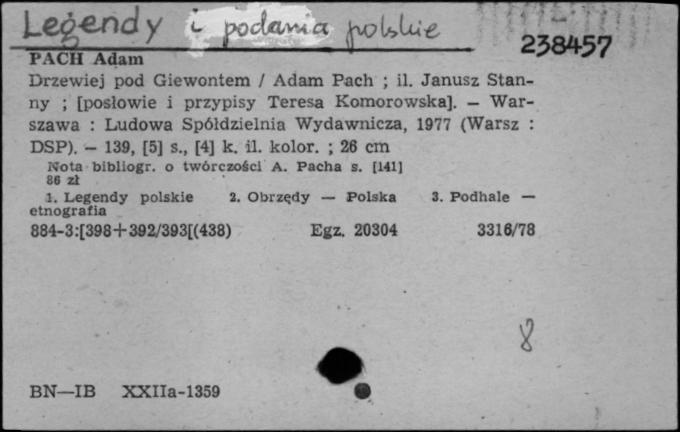 Legendy i podania polskie
238457
PACH Adam
Drzewiej pod Giewontem / Adam Pach ; il. Janusz Stan-
ny ; [posłowie i przypisy Teresa Komorowska]. — War-
szawa : Ludowa Spółdzielnia Wydawnicza, 1977 (Warsz :
DSP). — 139, [5] s., [4] k. il. kolor. ; 26 cm
Nota bibliogr. o twórczości A. Pacha s. [141]
86 zł
1. Legendy polskie 2. Obrzędy — Polska 3. Podhale —
etnografia
884-3:[398+392/393[(438) Egz. 20304 3316/78
8
BN—IB XXIIa-1359